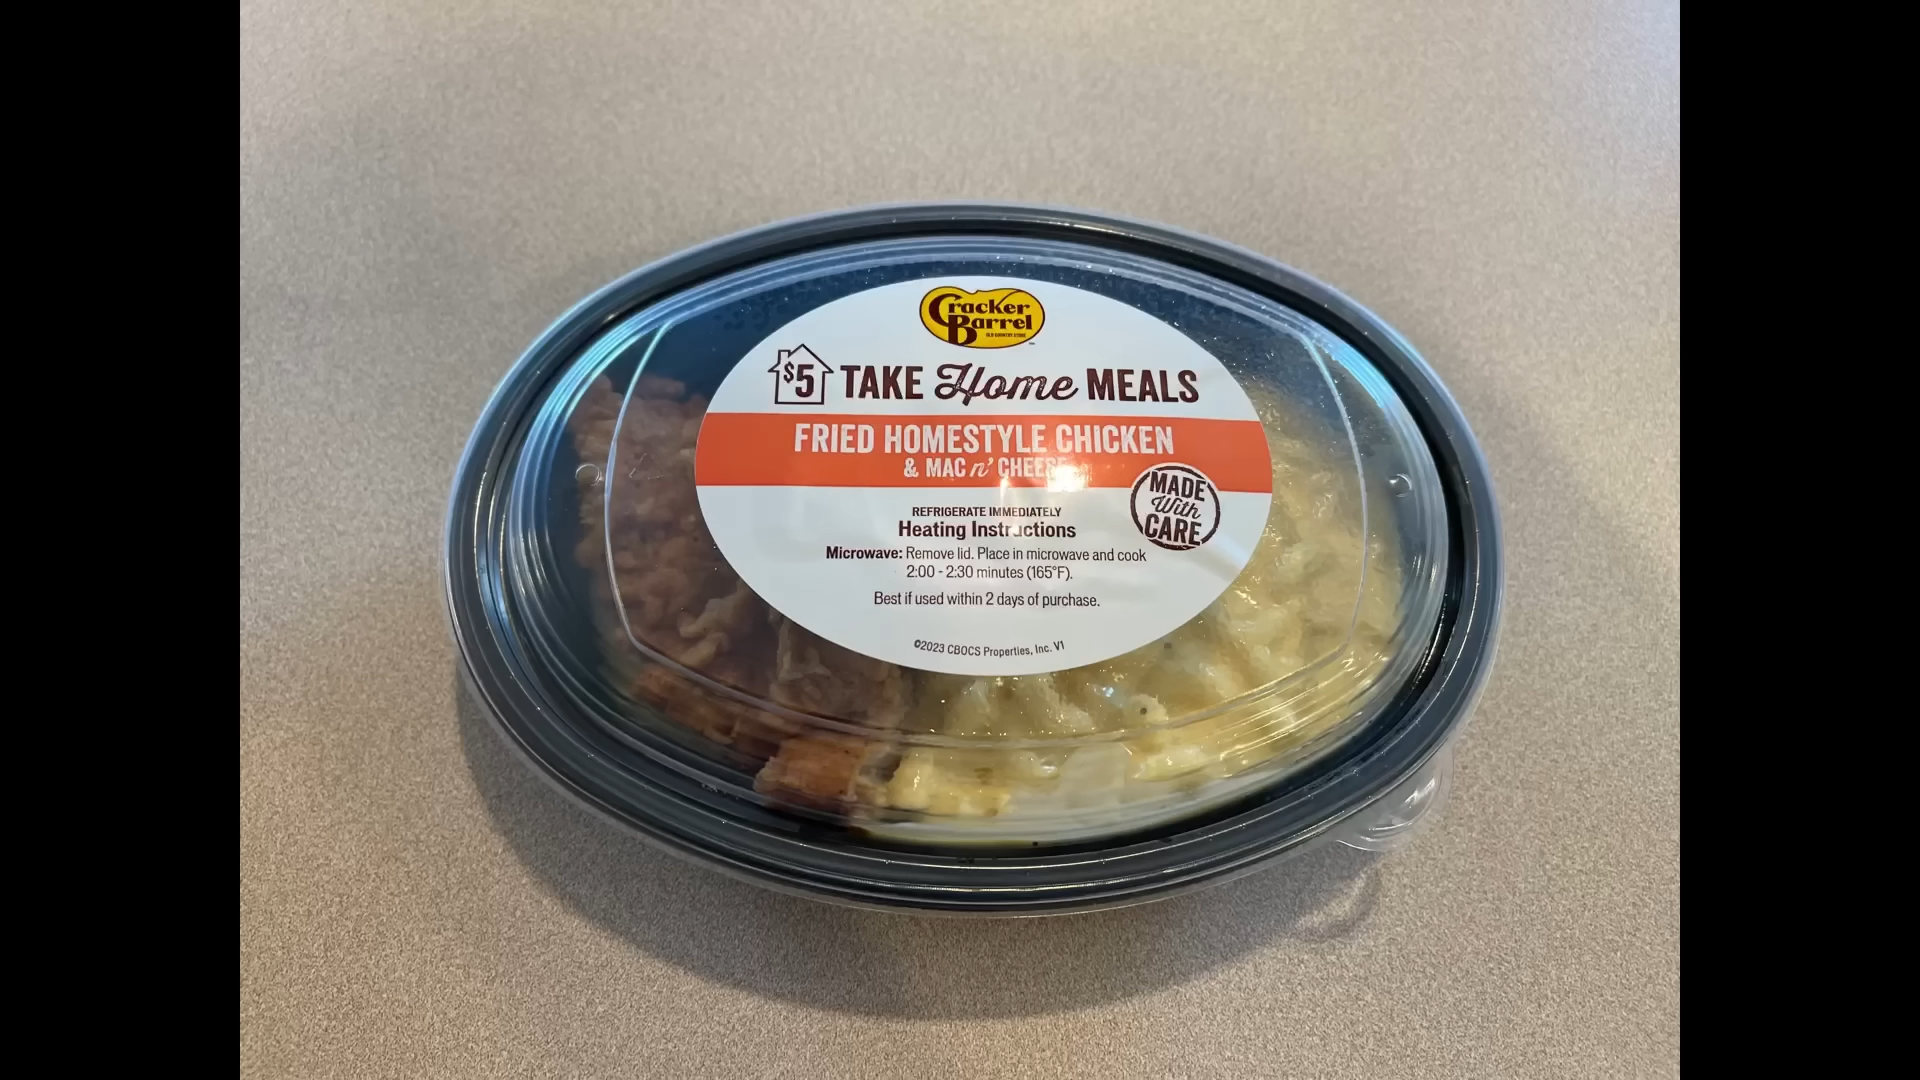 Cracker
Barrel
OLD COUNTRY STORE
$5 TAKE Home MEALS
FRIED HOMESTYLE CHICKEN
& MAC n' CHEESE
MADE
With
CARE
REFRIGERATE IMMEDIATELY
Heating Instructions
Microwave: Remove lid. Place in microwave and cook
2:00 - 2:30 minutes (165°F).
Best if used within 2 days of purchase.
©2023 CBOCS Properties, Inc. V1